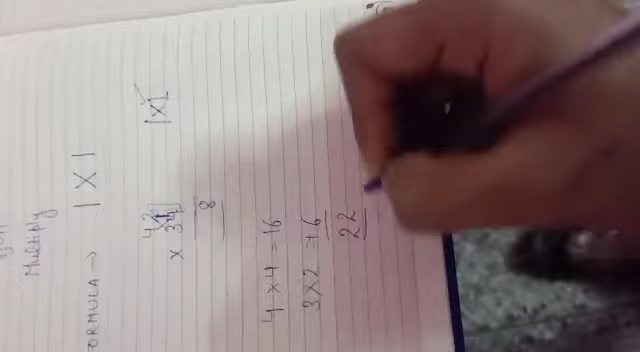 Multiply
FORMULA → | X |
42
x 34 |x|
8
4 x 4 = 16
3 x 2 +6
22